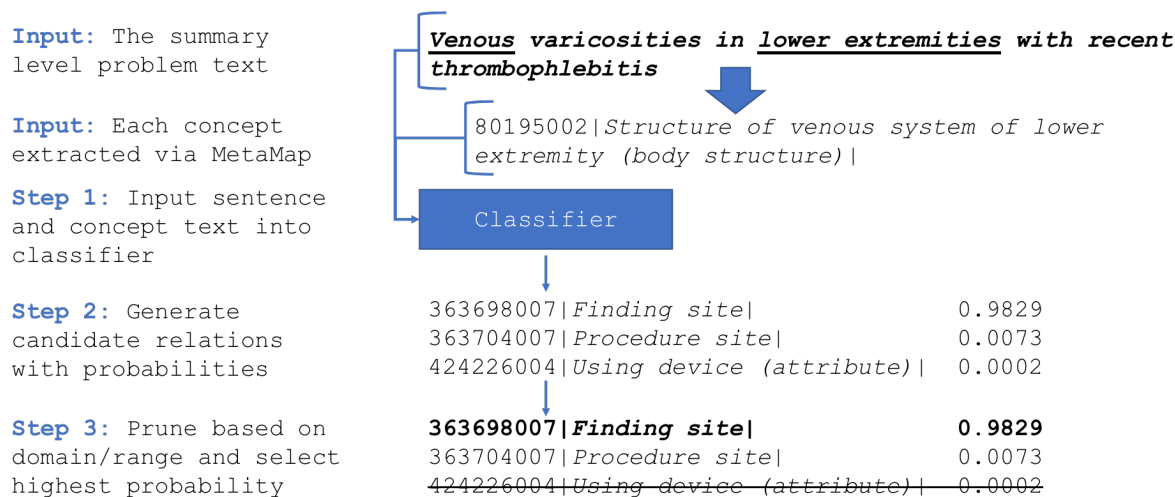 Input: The summary
level problem text
Venous varicosities in lower extremities with recent
thrombophlebitis
Input: Each concept
extracted via MetaMap
80195002|Structure of venous system of lower
extremity (body structure)|
Step 1: Input sentence
and concept text into
classifier
Classifier
Step 2: Generate
candidate relations
with probabilities
363698007|Finding site| 0.9829
363704007|Procedure site| 0.0073
424226004|Using device (attribute)| 0.0002
Step 3: Prune based on
domain/range and select
highest probability
363698007|Finding site| 0.9829
363704007|Procedure site| 0.0073
424226004|Using device (attribute)| 0.0002